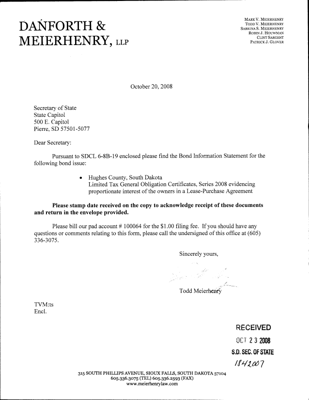 DANFORTH &
MEIERHENRY, LLP
MARK V. MEIERHENRY
TODD V. MEIERHENRY
SABRINA S. MEIERHENRY
ROBIN J. HOUWMAN
CLINT SARGENT
PATRICK J. GLOVER
October 20, 2008
Secretary of State
State Capitol
500 E. Capitol
Pierre, SD 57501-5077
Dear Secretary:
Pursuant to SDCL 6-8B-19 enclosed please find the Bond Information Statement for the
following bond issue:
• Hughes County, South Dakota
Limited Tax General Obligation Certificates, Series 2008 evidencing
proportionate interest of the owners in a Lease-Purchase Agreement
Please stamp date received on the copy to acknowledge receipt of these documents
and return in the envelope provided.
Please bill our pad account # 100064 for the $1.00 filing fee. If you should have any
questions or comments relating to this form, please call the undersigned of this office at (605)
336-3075.
Sincerely yours,
Todd Meierhenry
TVM:ts
Encl.
RECEIVED
OCT 23 2008
S.D. SEC. OF STATE
1842007
315 SOUTH PHILLIPS AVENUE, SIOUX FALLS, SOUTH DAKOTA 57104
605.336.3075 (TEL) 605.336.2593 (FAX)
www.meierhenrylaw.com